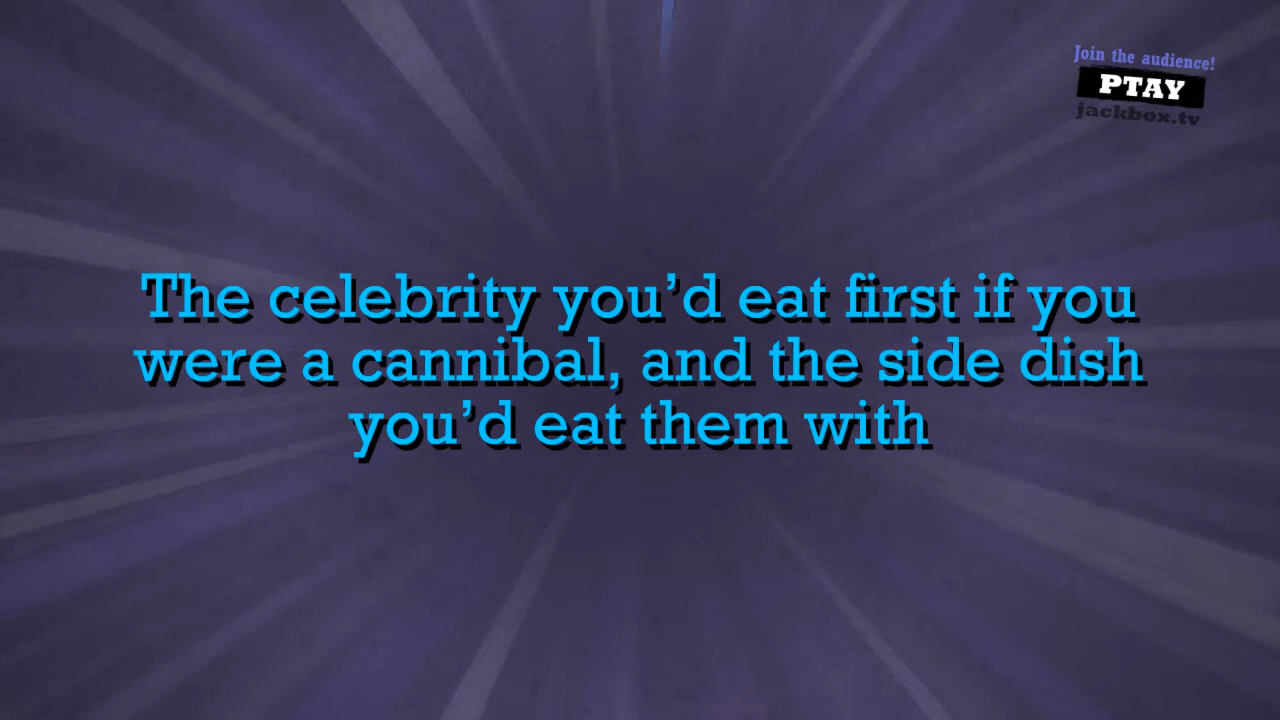 Join the audience!
PTAY
jackbox.tv
The celebrity you’d eat first if you
were a cannibal, and the side dish
you’d eat them with